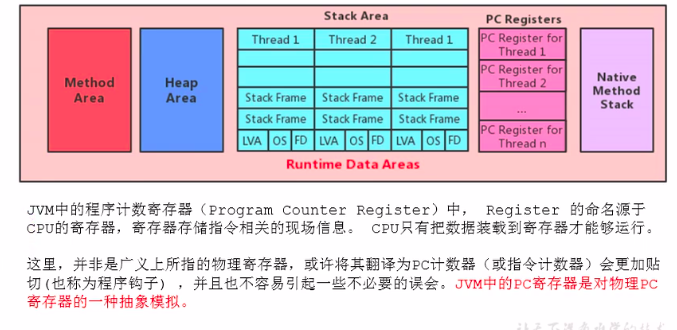 Stack Area
PC Registers
Method Area
Heap Area
Thread 1 Thread 2 Thread 1
Stack Frame Stack Frame Stack Frame
Stack Frame Stack Frame Stack Frame
LVA OS FD LVA OS FD LVA OS FD
PC Register for Thread 1
PC Register for Thread 2
...
PC Register for Thread n
Native Method Stack
Runtime Data Areas
JVM中的程序计数寄存器（Program Counter Register）中， Register 的命名源于
CPU的寄存器，寄存器存储指令相关的现场信息。 CPU只有把数据装载到寄存器才能够运行。
这里，并非是广义上所指的物理寄存器，或许将其翻译为PC计数器（或指令计数器）会更加贴
切(也称为程序钩子) ，并且也不容易引起一些不必要的误会。JVM中的PC寄存器是对物理PC
寄存器的一种抽象模拟。